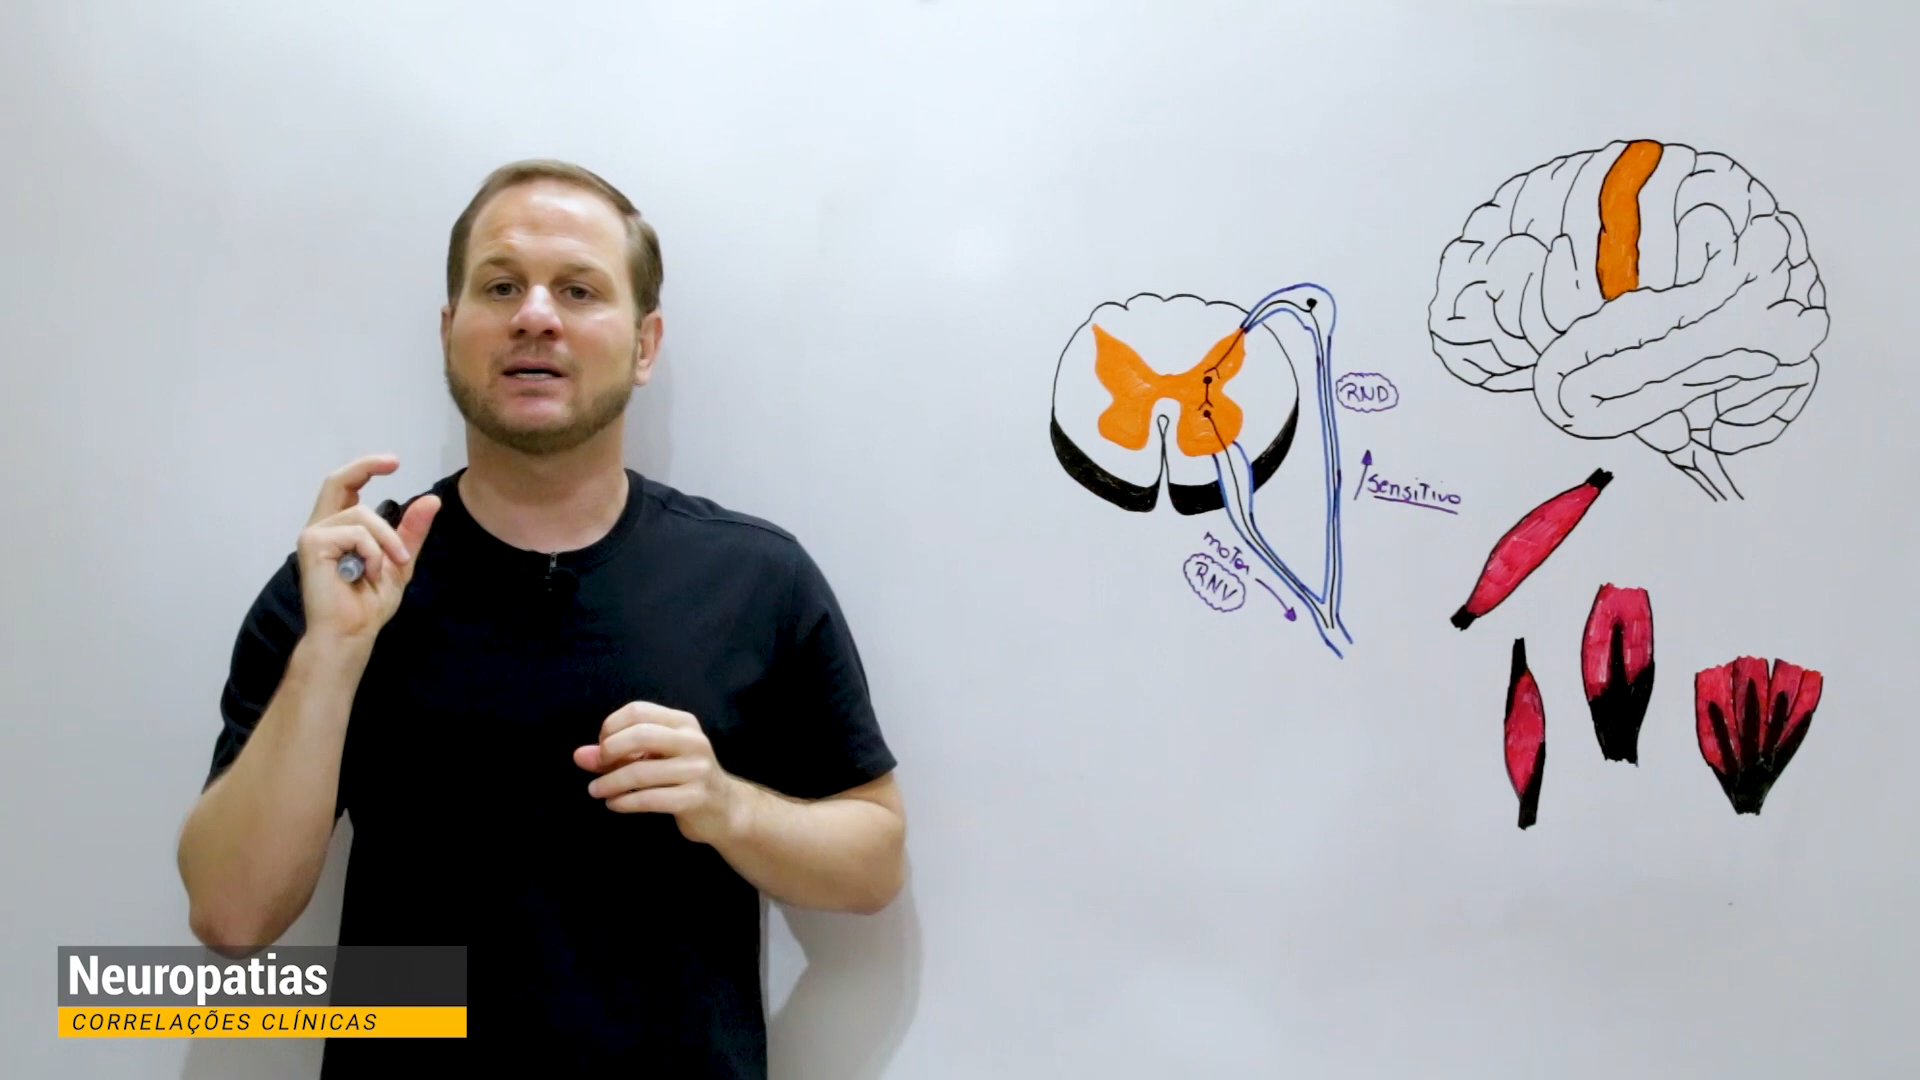 RND
Sensitivo
motor
RNV
Neuropatias
CORRELAÇÕES CLÍNICAS